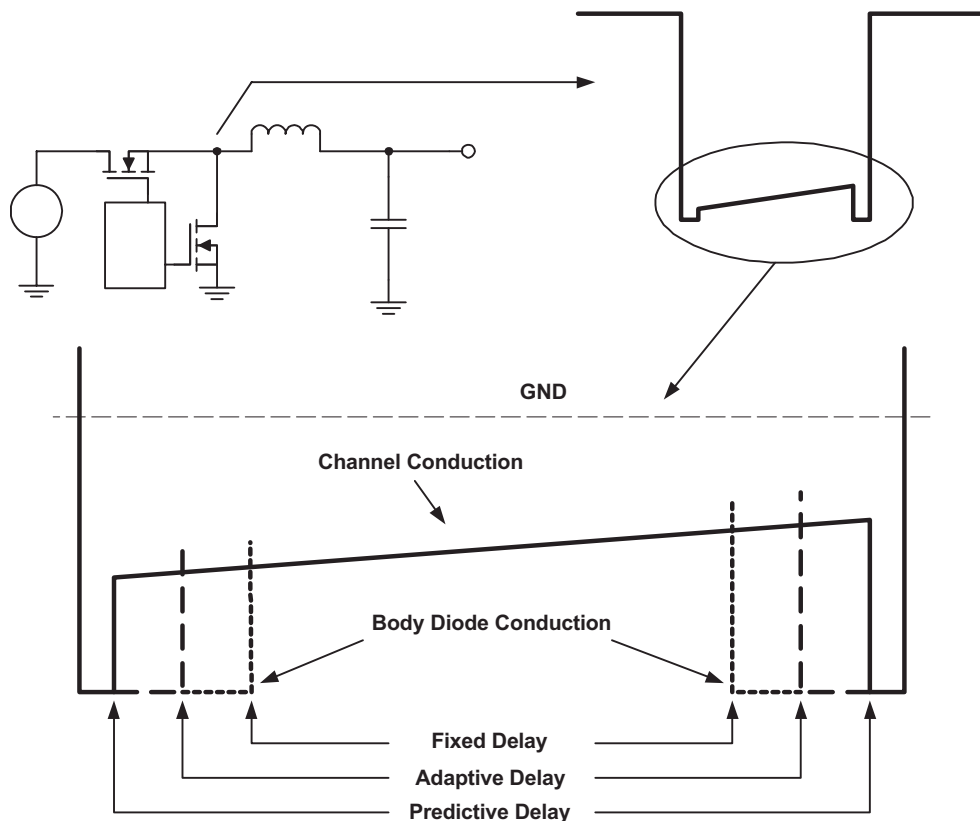 GND
Channel Conduction
Body Diode Conduction
Fixed Delay
Adaptive Delay
Predictive Delay